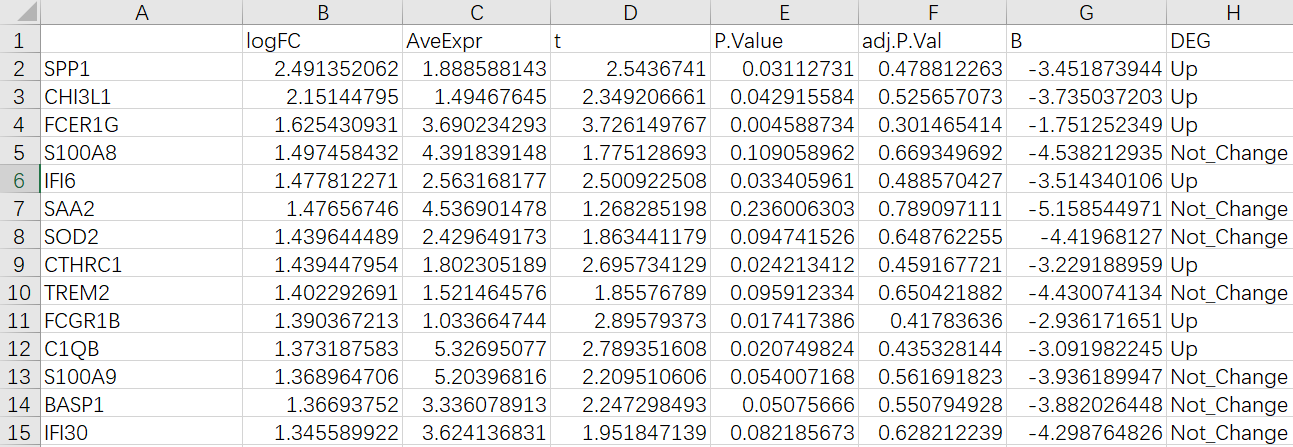 A B C D E F G H
1 logFC AveExpr t P.Value adj.P.Val B DEG
2 SPP1 2.491352062 1.888588143 2.5436741 0.03112731 0.478812263 -3.451873944 Up
3 CHI3L1 2.15144795 1.49467645 2.349206661 0.042915584 0.525657073 -3.735037203 Up
4 FCER1G 1.625430931 3.690234293 3.726149767 0.004588734 0.301465414 -1.751252349 Up
5 S100A8 1.497458432 4.391839148 1.775128693 0.109058962 0.669349692 -4.538212935 Not_Change
6 IFI6 1.477812271 2.563168177 2.500922508 0.033405961 0.488570427 -3.514340106 Up
7 SAA2 1.47656746 4.536901478 1.268285198 0.236006303 0.789097111 -5.158544971 Not_Change
8 SOD2 1.439644489 2.429649173 1.863441179 0.094741526 0.648762255 -4.41968127 Not_Change
9 CTHRC1 1.439447954 1.802305189 2.695734129 0.024213412 0.459167721 -3.229188959 Up
10 TREM2 1.402292691 1.521464576 1.85576789 0.095912334 0.650421882 -4.430074134 Not_Change
11 FCGR1B 1.390367213 1.033664744 2.89579373 0.017417386 0.41783636 -2.936171651 Up
12 C1QB 1.373187583 5.32695077 2.789351608 0.020749824 0.435328144 -3.091982245 Up
13 S100A9 1.368964706 5.20396816 2.209510606 0.054007168 0.561691823 -3.936189947 Not_Change
14 BASP1 1.36693752 3.336078913 2.247298493 0.05075666 0.550794928 -3.882026448 Not_Change
15 IFI30 1.345589922 3.624136831 1.951847139 0.082185673 0.628212239 -4.298764826 Not_Change